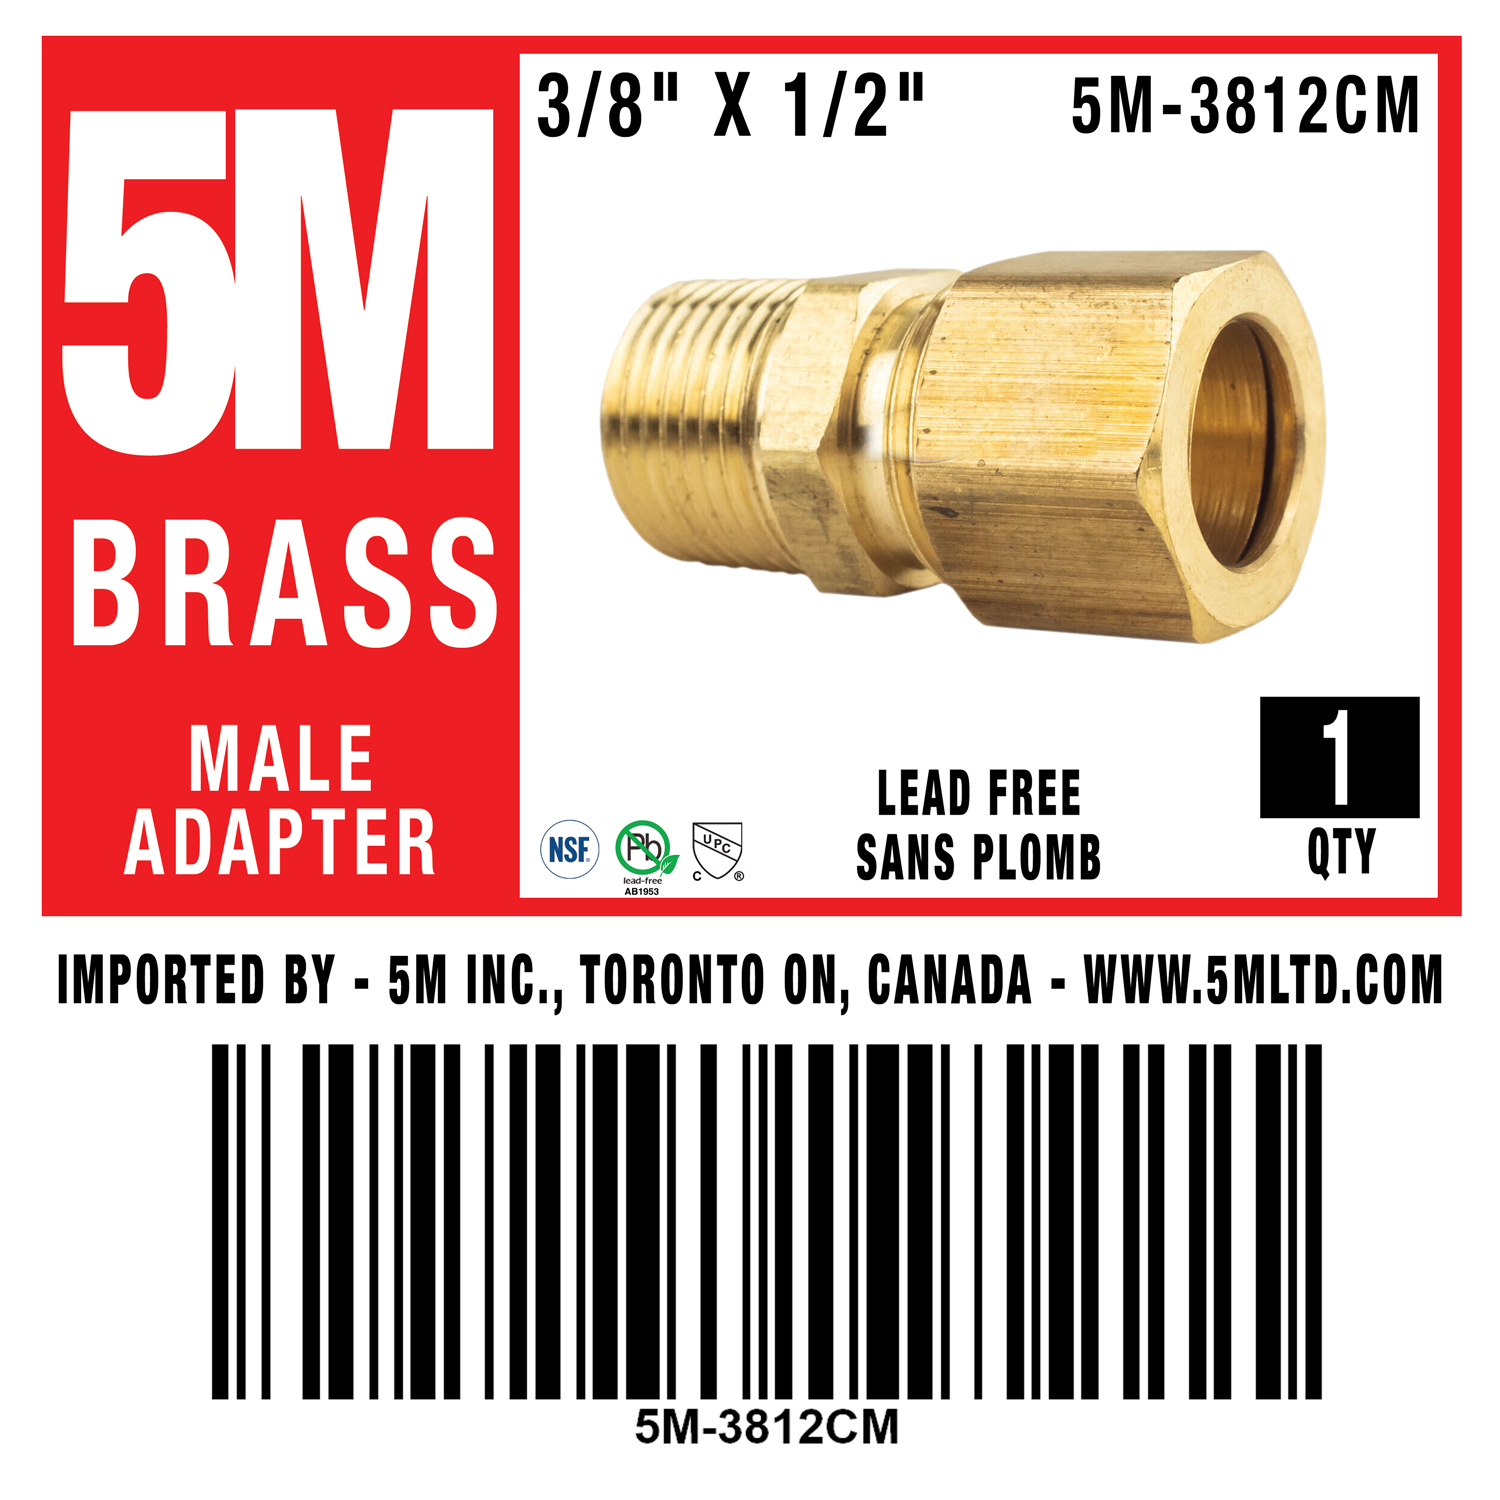 5M
BRASS
MALE
ADAPTER
3/8" X 1/2"
5M-3812CM
NSF®
Pb
lead-free
AB1953
UPC
C ®
LEAD FREE
SANS PLOMB
1
QTY
IMPORTED BY - 5M INC., TORONTO ON, CANADA - WWW.5MLTD.COM
5M-3812CM